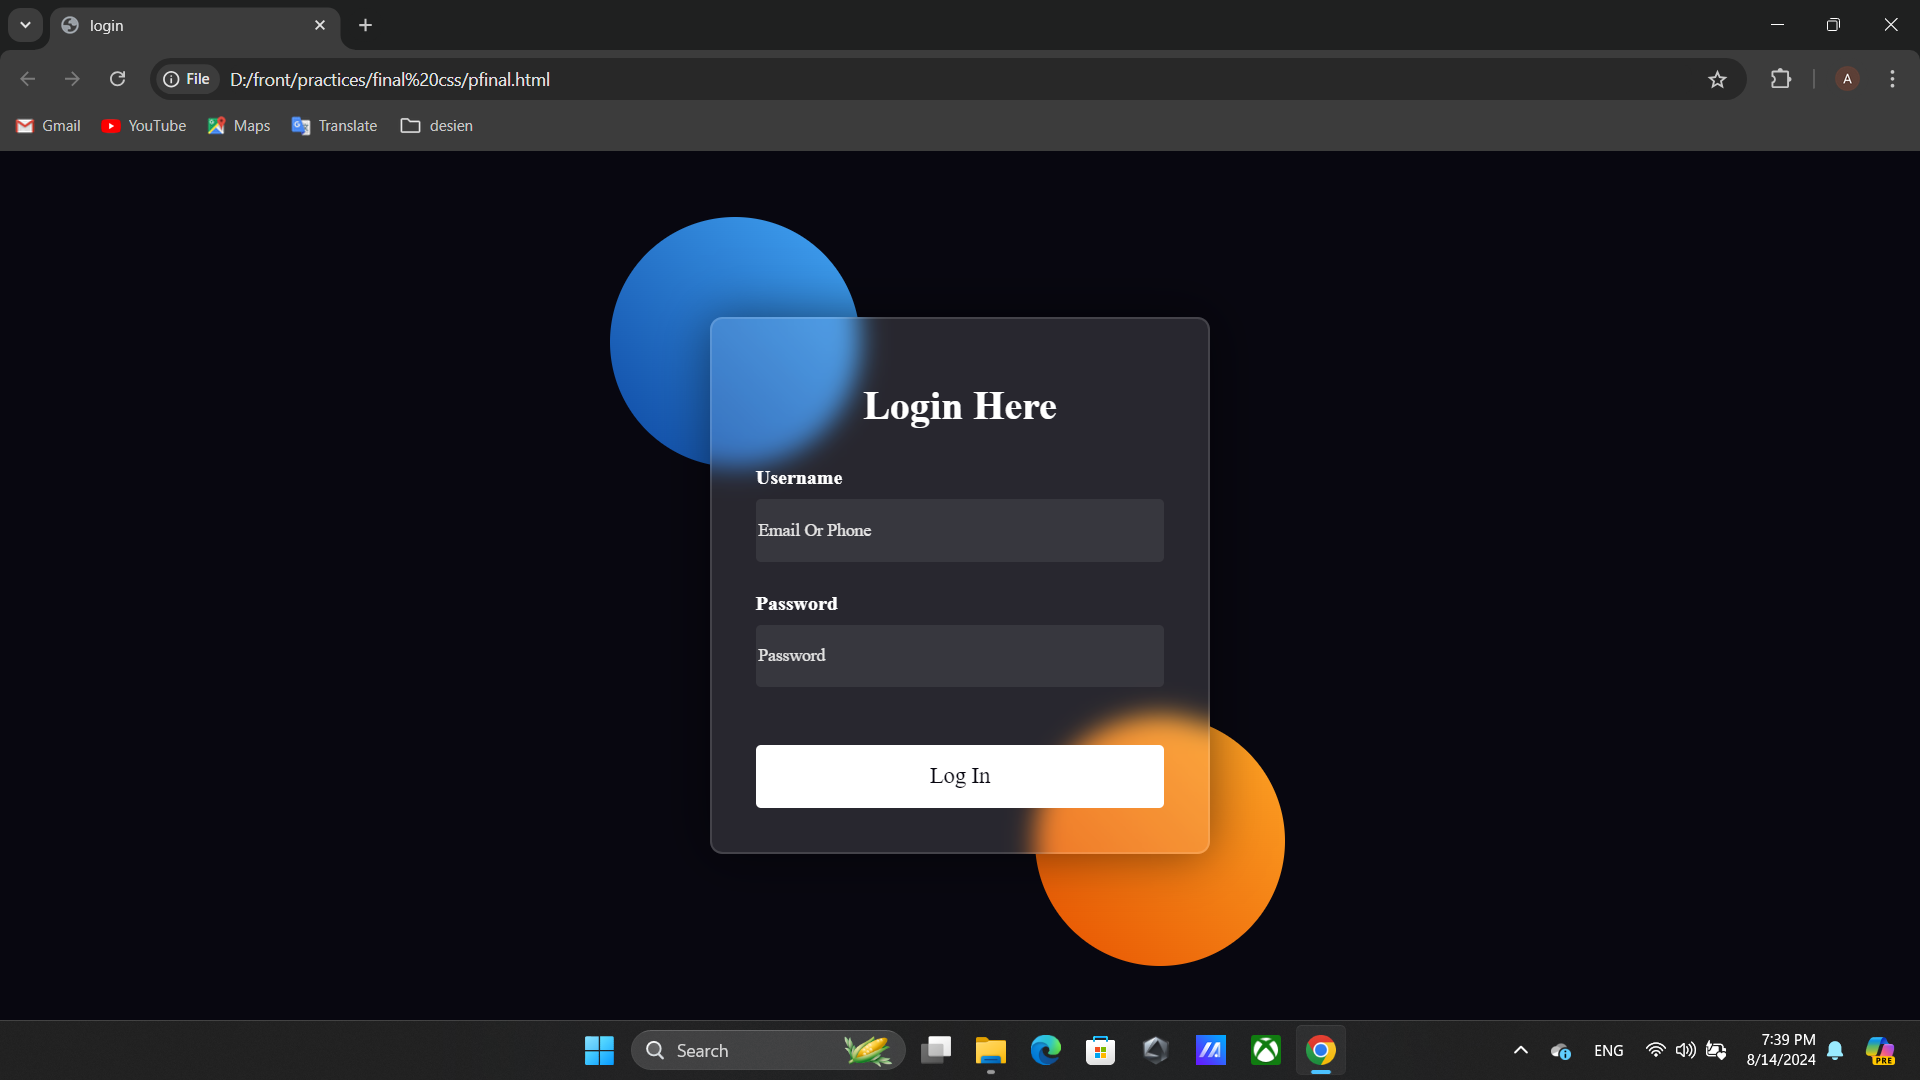 login
File D:/front/practices/final%20css/pfinal.html
A
Gmail YouTube Maps Translate desien
Login Here
Username
Email Or Phone
Password
Password
Log In
Search
ENG
7:39 PM
8/14/2024
PRE